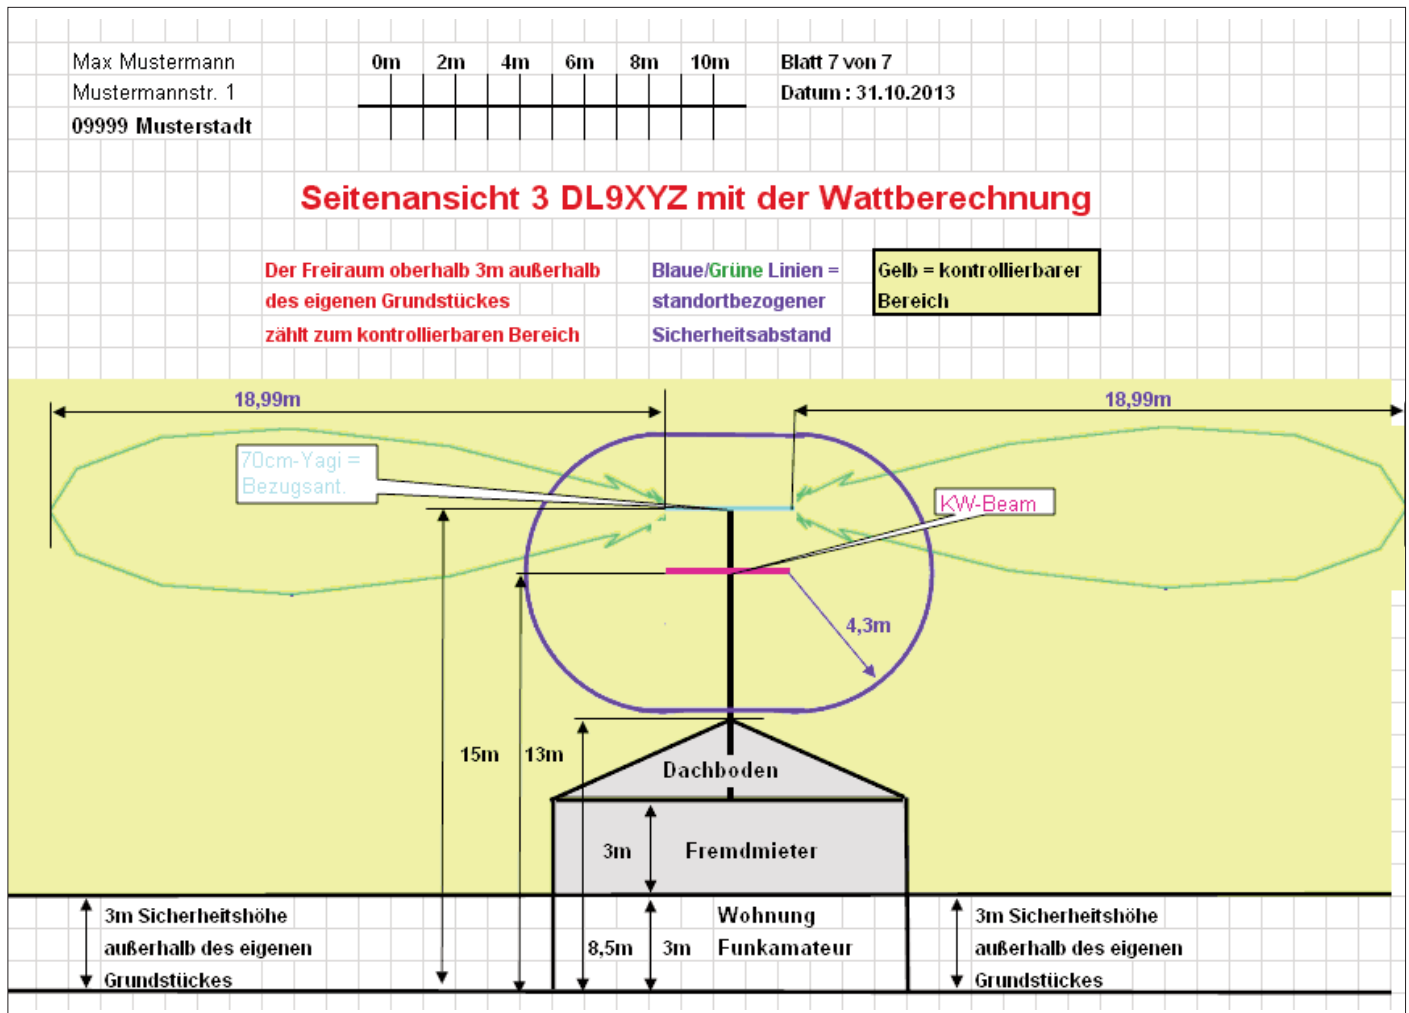 Max Mustermann
Mustermannstr. 1
09999 Musterstadt
0m 2m 4m 6m 8m 10m
Blatt 7 von 7
Datum : 31.10.2013
Seitenansicht 3 DL9XYZ mit der Wattberechnung
Der Freiraum oberhalb 3m außerhalb
des eigenen Grundstückes
zählt zum kontrollierbaren Bereich
Blaue/Grüne Linien =
standortbezogener
Sicherheitsabstand
Gelb = kontrollierbarer
Bereich
18,99m
18,99m
70cm-Yagi =
Bezugsant.
KW-Beam
4,3m
15m
13m
Dachboden
3m
Fremdmieter
3m Sicherheitshöhe
außerhalb des eigenen
Grundstückes
8,5m
3m
Wohnung
Funkamateur
3m Sicherheitshöhe
außerhalb des eigenen
Grundstückes